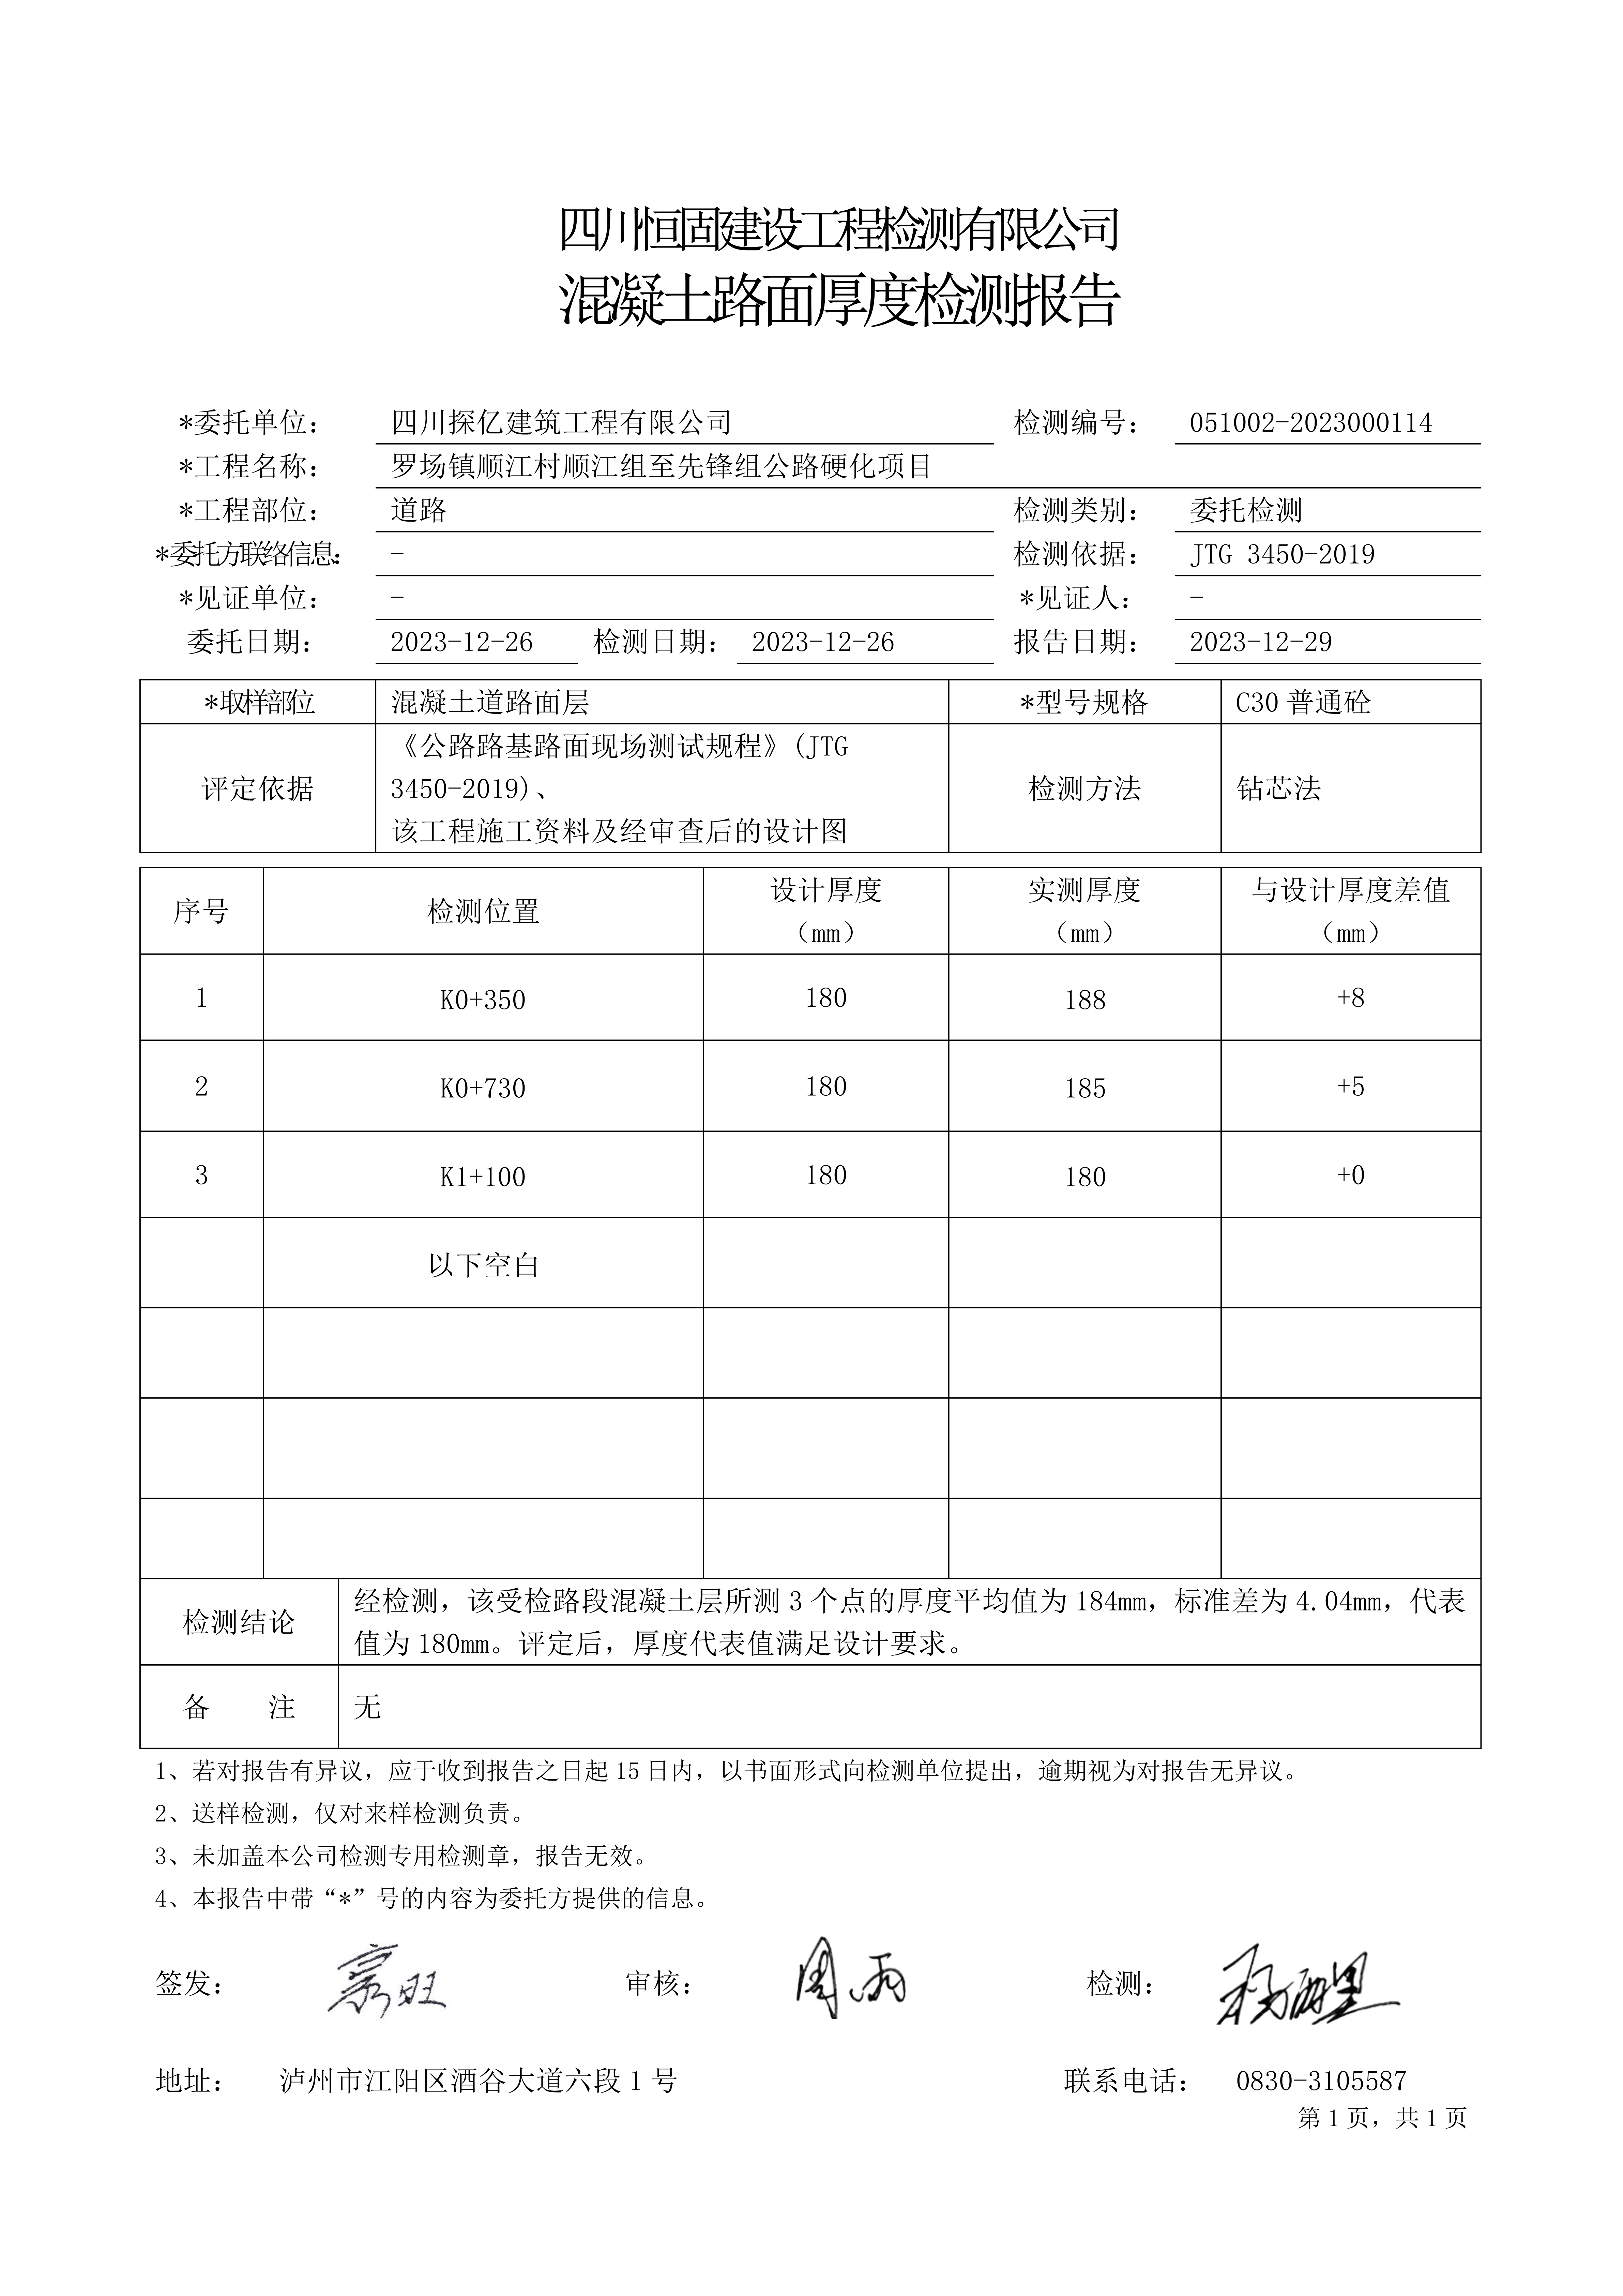 四川恒固建设工程检测有限公司
混凝土路面厚度检测报告
*委托单位： 四川探亿建筑工程有限公司 检测编号： 051002-2023000114
*工程名称： 罗场镇顺江村顺江组至先锋组公路硬化项目
*工程部位： 道路 检测类别： 委托检测
*委托方联络信息： - 检测依据： JTG 3450-2019
*见证单位： - *见证人： -
委托日期： 2023-12-26 检测日期： 2023-12-26 报告日期： 2023-12-29
*取样部位 混凝土道路面层 *型号规格 C30 普通砼
评定依据 《公路路基路面现场测试规程》(JTG
3450-2019)、
该工程施工资料及经审查后的设计图 检测方法 钻芯法
序号 检测位置 设计厚度（mm） 实测厚度（mm） 与设计厚度差值（mm）
1 K0+350 180 188 +8
2 K0+730 180 185 +5
3 K1+100 180 180 +0
以下空白
检测结论 经检测，该受检路段混凝土层所测 3 个点的厚度平均值为 184mm，标准差为 4.04mm，代表
值为 180mm。评定后，厚度代表值满足设计要求。
备 注 无
1、若对报告有异议，应于收到报告之日起 15 日内，以书面形式向检测单位提出，逾期视为对报告无异议。
2、送样检测，仅对来样检测负责。
3、未加盖本公司检测专用检测章，报告无效。
4、本报告中带“*”号的内容为委托方提供的信息。
签发： 审核： 周雨 检测：
地址： 泸州市江阳区酒谷大道六段 1 号 联系电话： 0830-3105587
第 1 页，共 1 页